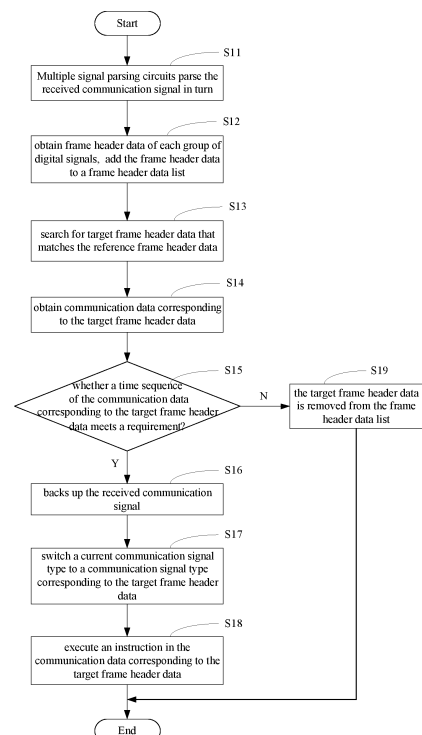 Start
S11
Multiple signal parsing circuits parse the
received communication signal in turn
S12
obtain frame header data of each group of
digital signals, add the frame header data
to a frame header data list
S13
search for target frame header data that
matches the reference frame header data
S14
obtain communication data corresponding
to the target frame header data
S15
whether a time sequence
of the communication data
corresponding to the target frame header
data meets a requirement?
N
S19
the target frame header data
is removed from the frame
header data list
Y
S16
backs up the received communication
signal
S17
switch a current communication signal
type to a communication signal type
corresponding to the target frame header
data
S18
execute an instruction in the
communication data corresponding to the
target frame header data
End